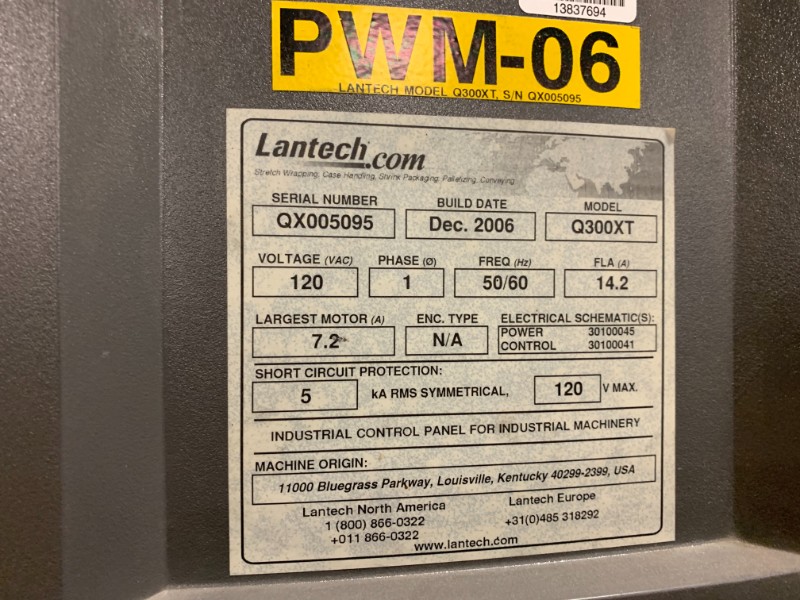 13837694
PWM-06
LANTECH MODEL Q300XT, S/N QX005095
Lantech.com
Stretch Wrapping, Case Handling, Shrink Packaging, Palletizing, Conveying
SERIAL NUMBER BUILD DATE MODEL
QX005095 Dec. 2006 Q300XT
VOLTAGE (VAC) PHASE (Ø) FREQ (Hz) FLA (A)
120 1 50/60 14.2
LARGEST MOTOR (A) ENC. TYPE ELECTRICAL SCHEMATIC(S):
7.2 N/A POWER 30100045
CONTROL 30100041
SHORT CIRCUIT PROTECTION:
5 kA RMS SYMMETRICAL, 120 V MAX.
INDUSTRIAL CONTROL PANEL FOR INDUSTRIAL MACHINERY
MACHINE ORIGIN:
11000 Bluegrass Parkway, Louisville, Kentucky 40299-2399, USA
Lantech North America Lantech Europe
1 (800) 866-0322 +31(0)485 318292
+011 866-0322
www.lantech.com